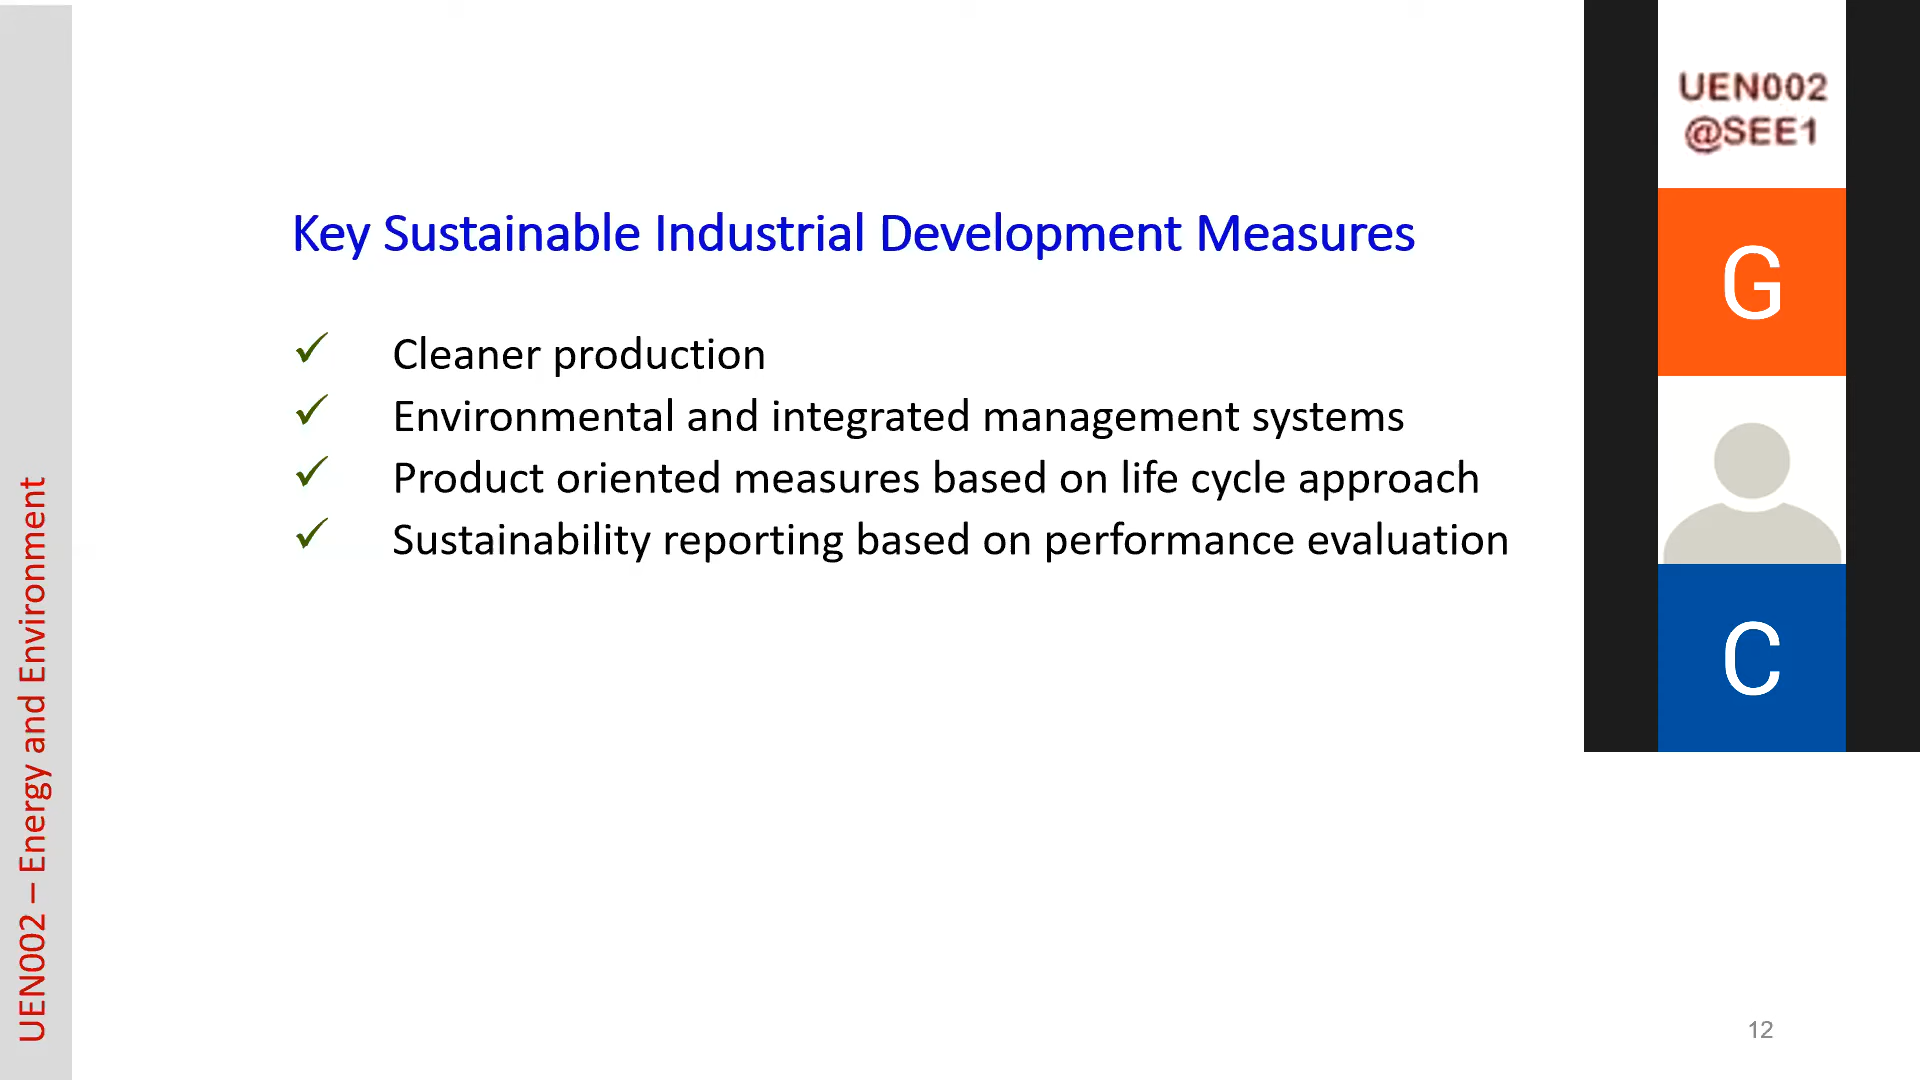 UEN002
@SEE1
G
C
Key Sustainable Industrial Development Measures
✓ Cleaner production
✓ Environmental and integrated management systems
✓ Product oriented measures based on life cycle approach
✓ Sustainability reporting based on performance evaluation
UEN002 – Energy and Environment
12